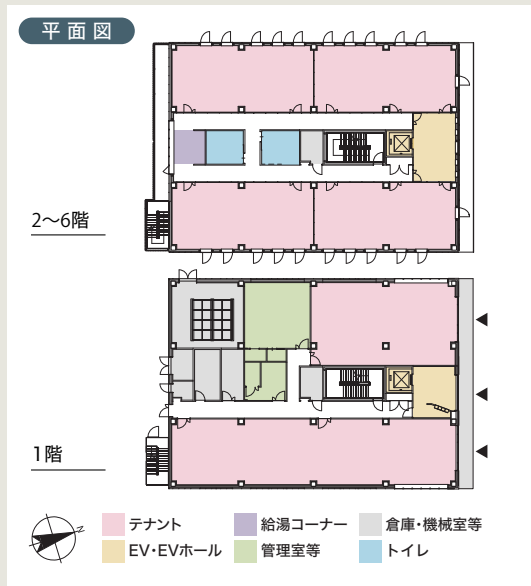 平面図
2〜6階
1階
N
テナント
給湯コーナー
倉庫・機械室等
EV・EVホール
管理室等
トイレ